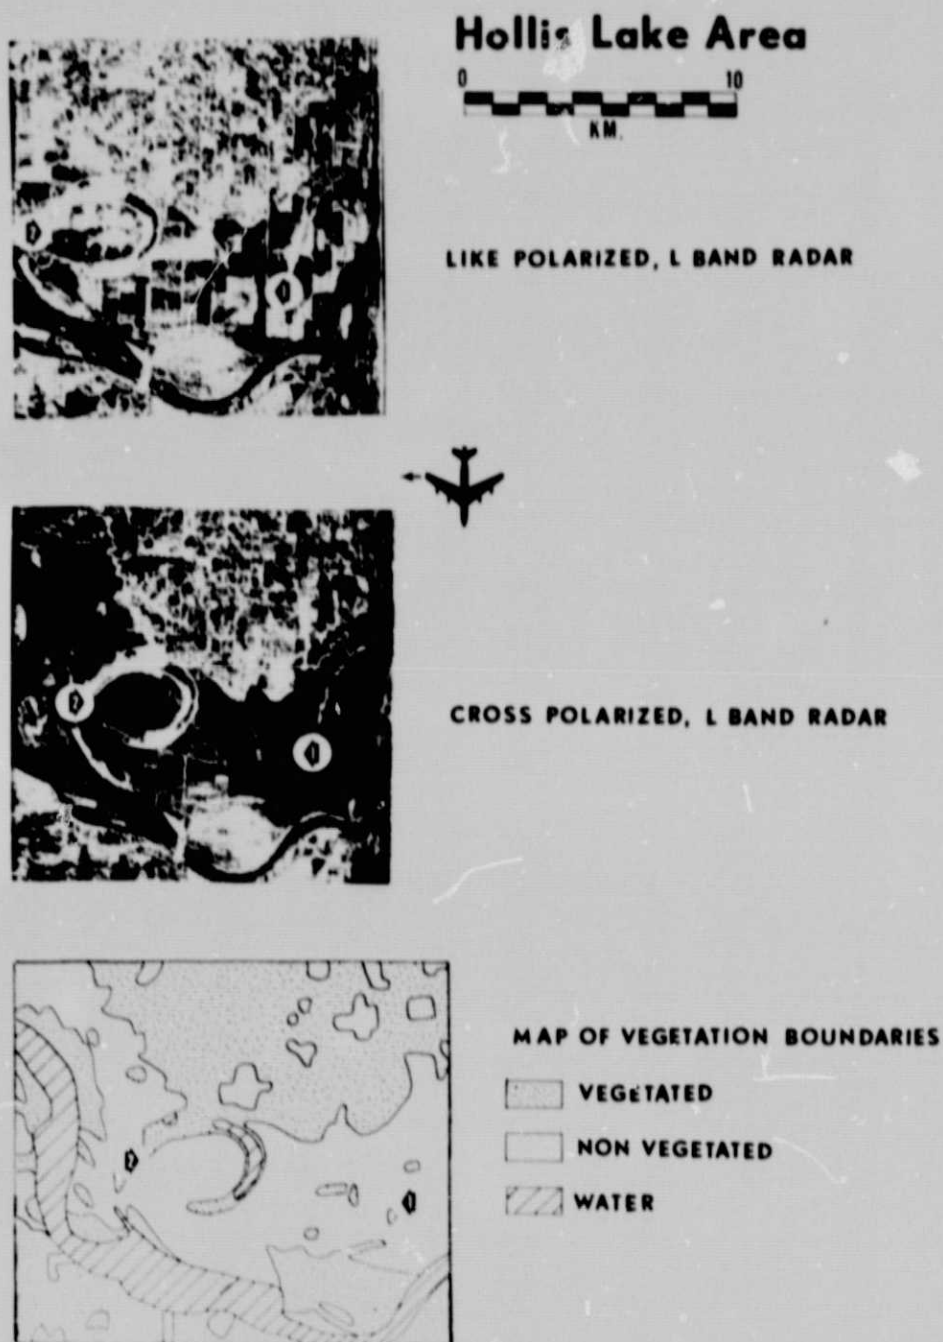 Hollis Lake Area
0 10
KM.
LIKE POLARIZED, L BAND RADAR
CROSS POLARIZED, L BAND RADAR
MAP OF VEGETATION BOUNDARIES
VEGETATED
NON VEGETATED
WATER